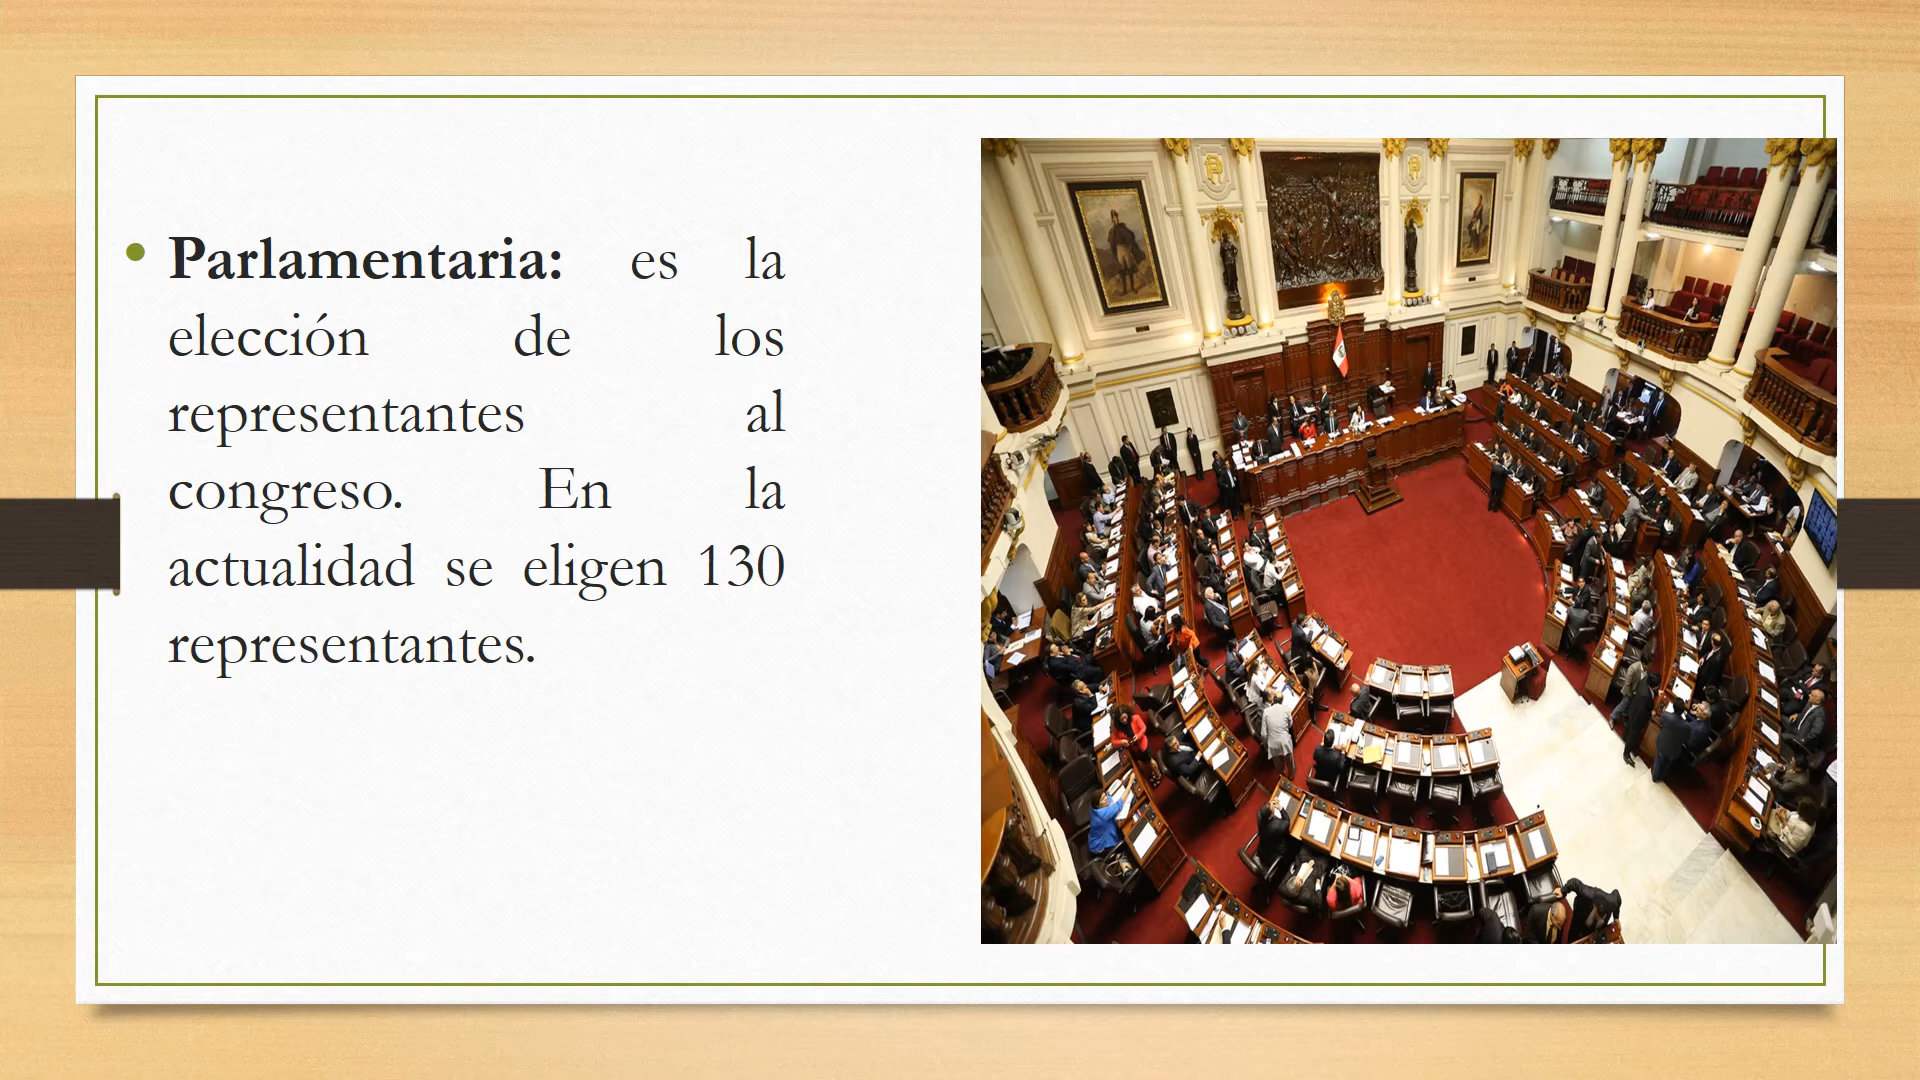 • Parlamentaria: es la
elección de los
representantes al
congreso. En la
actualidad se eligen 130
representantes.